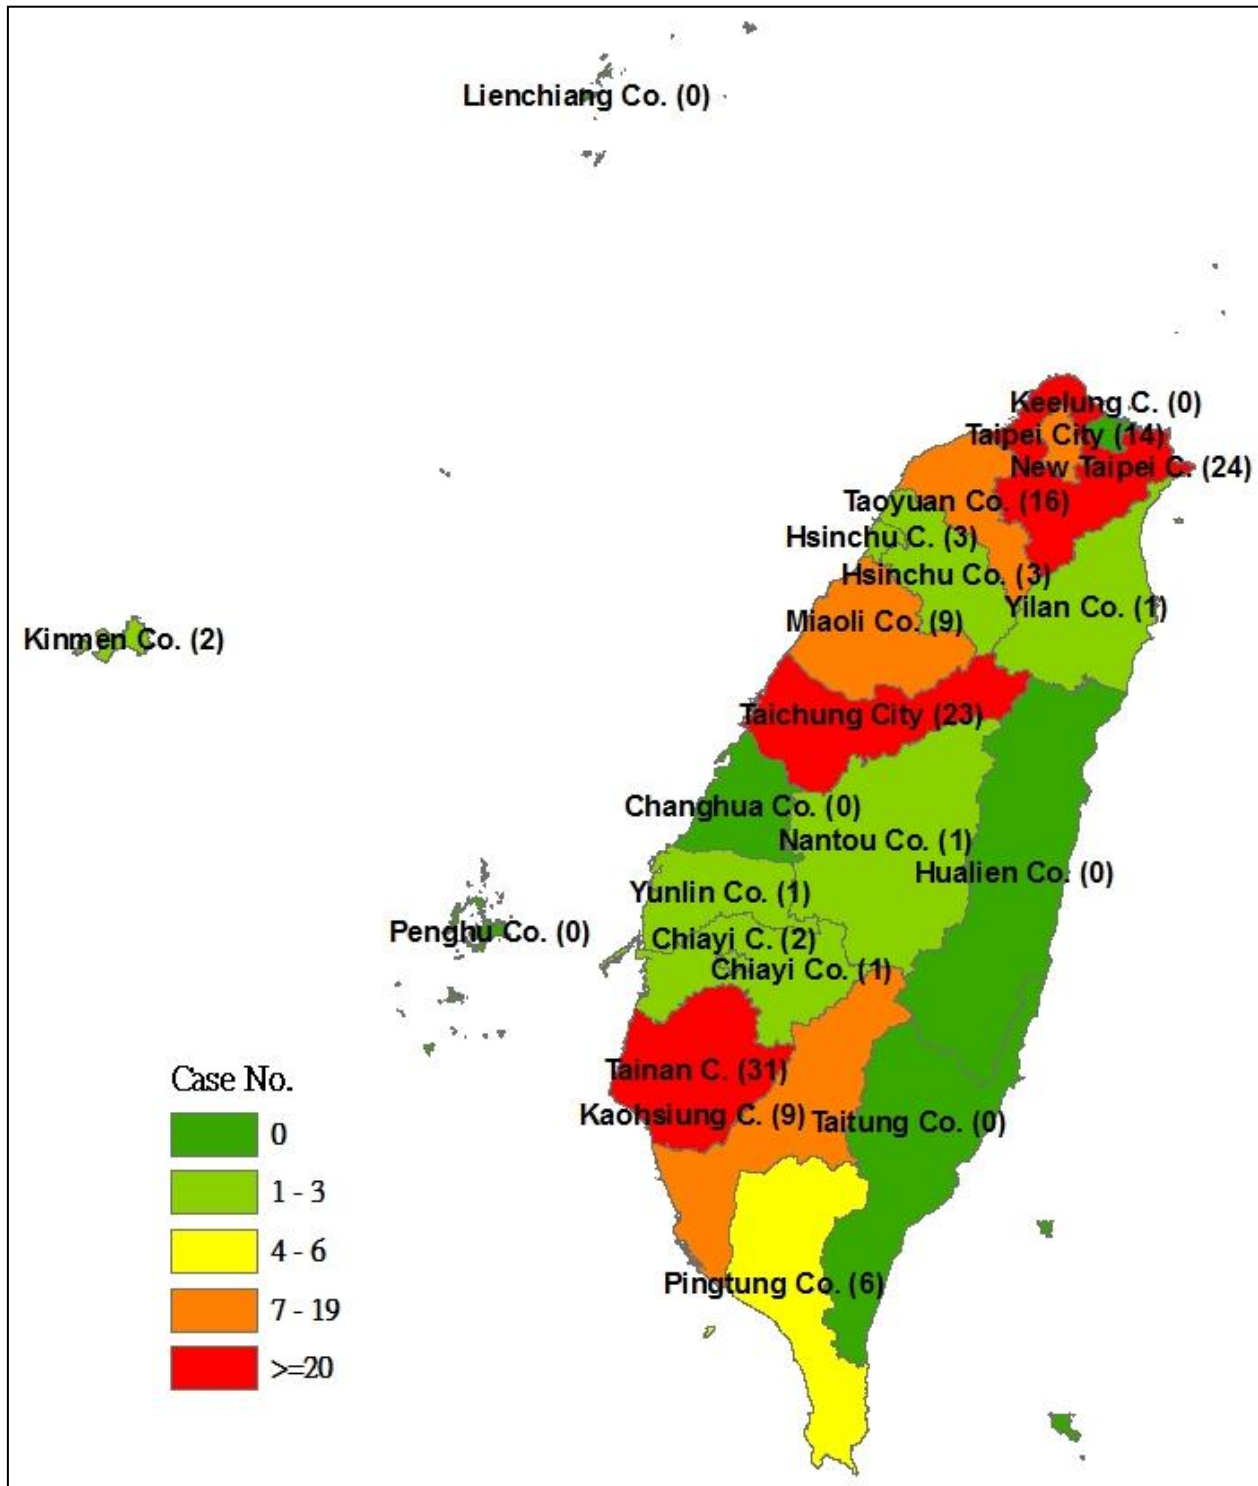 Lienchiang Co. (0)
Keelung C. (0)
Taipei City (14)
New Taipei C. (24)
Taoyuan Co. (16)
Hsinchu C. (3)
Hsinchu Co. (3)
Yilan Co. (1)
Miaoli Co. (9)
Kinmen Co. (2)
Taichung City (23)
Changhua Co. (0)
Nantou Co. (1)
Hualien Co. (0)
Yunlin Co. (1)
Penghu Co. (0)
Chiayi C. (2)
Chiayi Co. (1)
Tainan C. (31)
Kaohsiung C. (9)
Taitung Co. (0)
Pingtung Co. (6)
Case No.
0
1 - 3
4 - 6
7 - 19
>=20